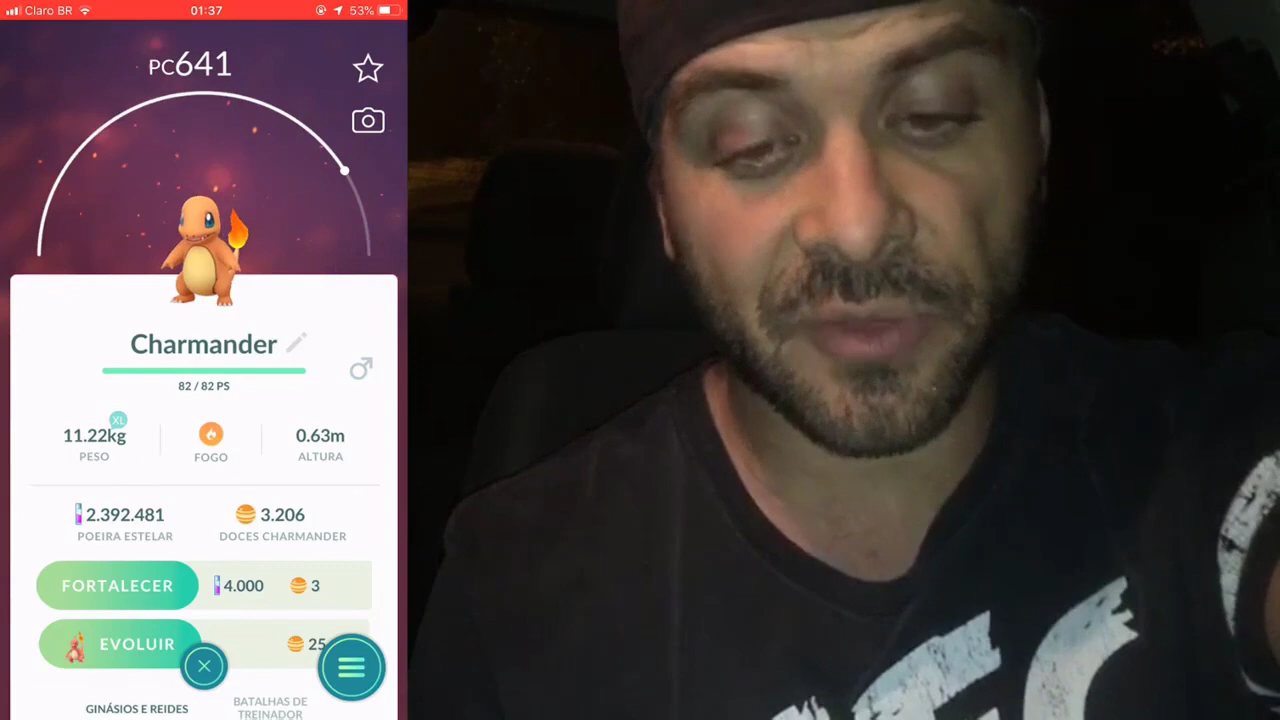 Claro BR
01:37
53%
PC641
Charmander
82 / 82 PS
XL
11.22kg
PESO
FOGO
0.63m
ALTURA
2.392.481
POEIRA ESTELAR
3.206
DOCES CHARMANDER
FORTALECER
4.000
3
EVOLUIR
25
GINÁSIOS E REIDES
BATALHAS DE
TREINADOR